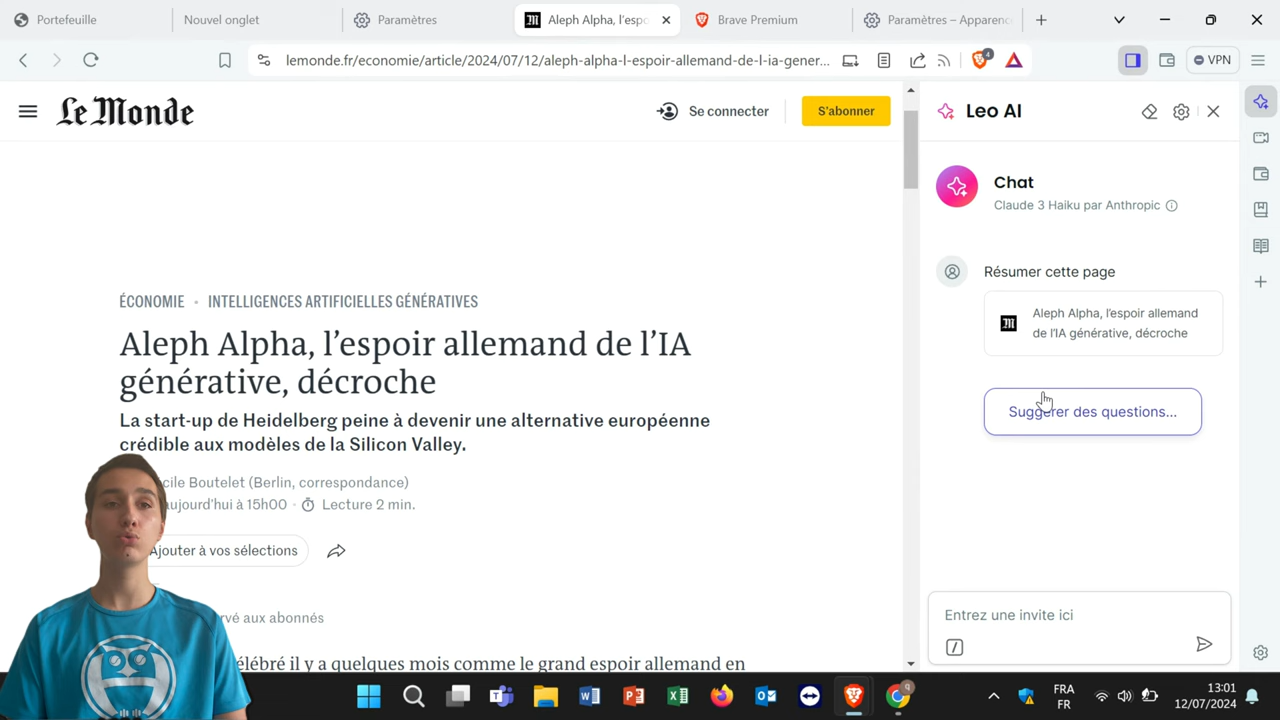 Portefeuille
Nouvel onglet
Paramètres
Aleph Alpha, l'espo
Brave Premium
Paramètres – Apparenc
lemonde.fr/economie/article/2024/07/12/aleph-alpha-l-espoir-allemand-de-l-ia-gener...
4
VPN
Le Monde
Se connecter
S'abonner
ÉCONOMIE • INTELLIGENCES ARTIFICIELLES GÉNÉRATIVES
Aleph Alpha, l'espoir allemand de l'IA
générative, décroche
La start-up de Heidelberg peine à devenir une alternative européenne
crédible aux modèles de la Silicon Valley.
cile Boutelet (Berlin, correspondance)
aujourd'hui à 15h00 · Lecture 2 min.
Ajouter à vos sélections
rvé aux abonnés
élébré il y a quelques mois comme le grand espoir allemand en
Leo AI
Chat
Claude 3 Haiku par Anthropic
Résumer cette page
Aleph Alpha, l'espoir allemand
de l'IA générative, décroche
Suggérer des questions...
Entrez une invite ici
FRA
FR
13:01
12/07/2024